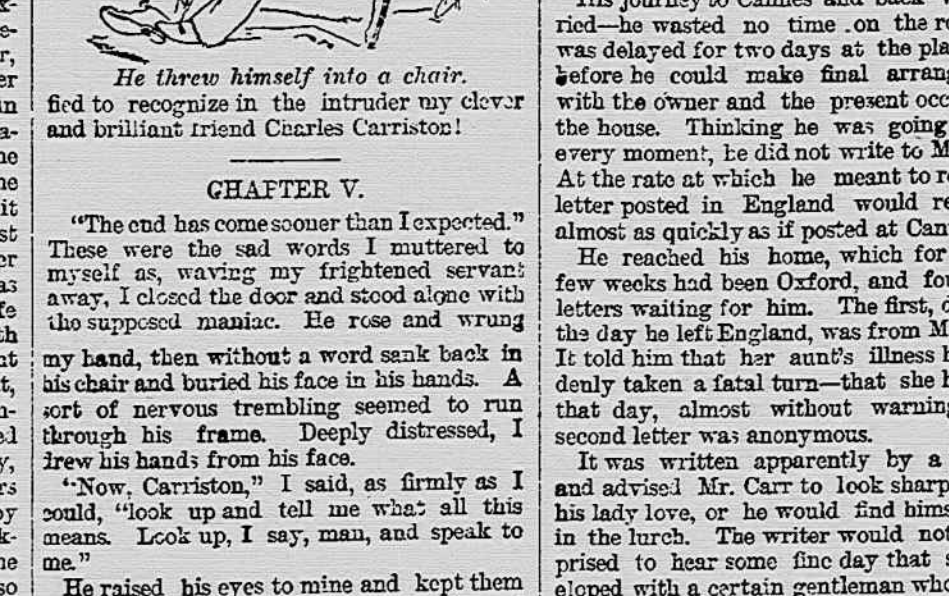 He threw himself into a chair.
fied to recognize in the intruder my clever
and brilliant friend Charles Carriston!
CHAPTER V.
"The end has come sooner than I expected."
These were the sad words I muttered to
myself as, waving my frightened servant
away, I closed the door and stood alone with
the supposed maniac. He rose and wrung
my hand, then without a word sank back in
his chair and buried his face in his hands. A
sort of nervous trembling seemed to run
through his frame. Deeply distressed, I
drew his hands from his face.
"Now, Carriston," I said, as firmly as I
could, "look up and tell me what all this
means. Look up, I say, man, and speak to
me."
He raised his eyes to mine and kept them
His journey to Cannes and back
ried—he wasted no time on the
was delayed for two days at the
before he could make final
with the owner and the present
the house. Thinking he was going
every moment, he did not write to
At the rate at which he meant to
letter posted in England would
almost as quickly as if posted at
He reached his home, which for
few weeks had been Oxford, and
letters waiting for him. The first,
the day he left England, was from
It told him that her aunt's illness
denly taken a fatal turn—that she
that day, almost without
second letter was anonymous.
It was written apparently by a
and advised Mr. Carr to look
his lady love, or he would find
in the lurch. The writer would
prised to hear some fine day that
eloped with a certain gentleman